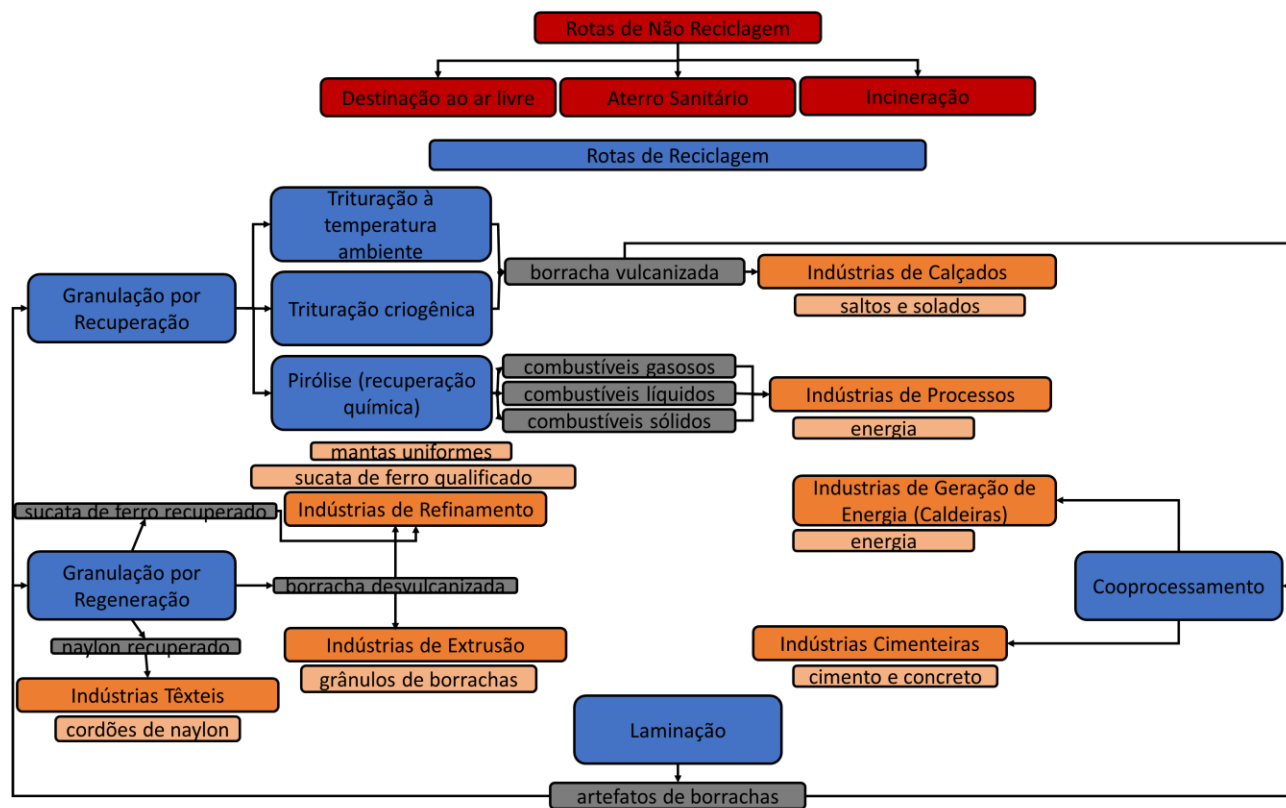 Rotas de Não Reciclagem
Destinação ao ar livre
Aterro Sanitário
Incineração
Rotas de Reciclagem
Trituração à
temperatura
ambiente
borracha vulcanizada
Indústrias de Calçados
saltos e solados
Granulação por
Recuperação
Trituração criogênica
Pirólise (recuperação
química)
combustíveis gasosos
combustíveis líquidos
combustíveis sólidos
Indústrias de Processos
energia
mantas uniformes
sucata de ferro qualificado
Indústrias de Refinamento
sucata de ferro recuperado
Industrias de Geração de
Energia (Caldeiras)
energia
Granulação por
Regeneração
borracha desvulcanizada
Cooprocessamento
naylon recuperado
Indústrias de Extrusão
grânulos de borrachas
Indústrias Cimenteiras
cimento e concreto
Indústrias Têxteis
cordões de naylon
Laminação
artefatos de borrachas